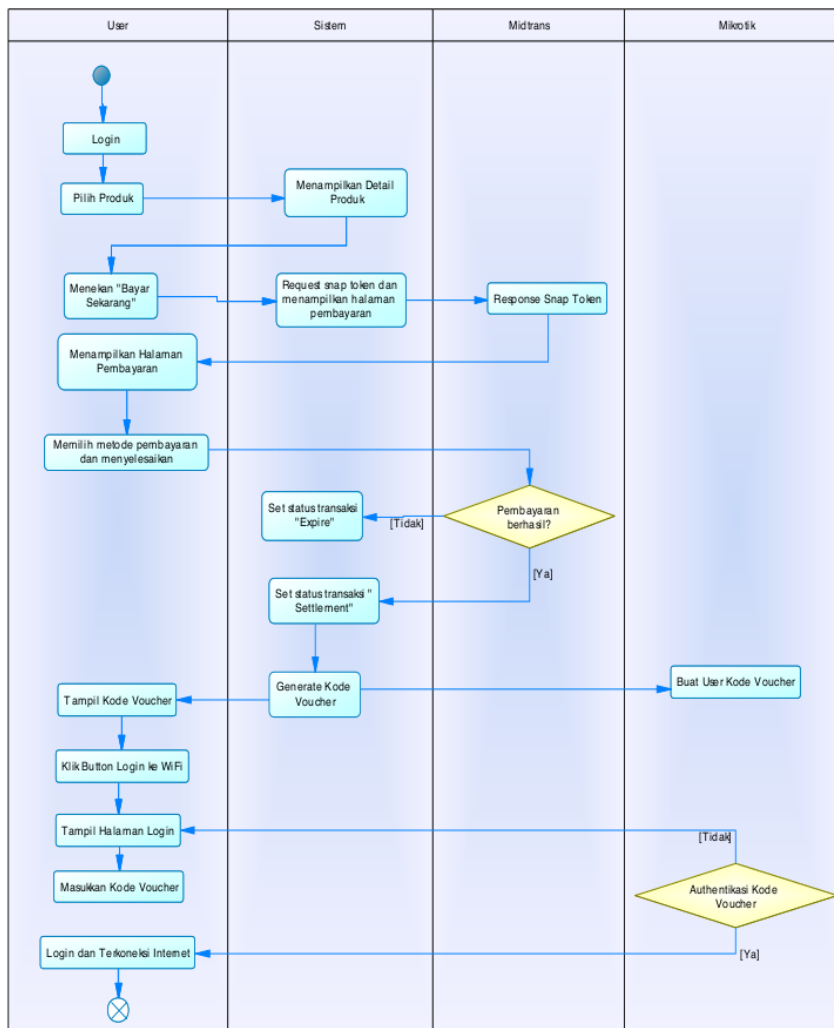 User
Sistem
Midtrans
Mikrotik
Login
Pilih Produk
Menampilkan Detail
Produk
Menekan "Bayar
Sekarang"
Request snap token dan
menampilkan halaman
pembayaran
Response Snap Token
Menampilkan Halaman
Pembayaran
Memilih metode pembayaran
dan menyelesaikan
Pembayaran
berhasil?
[Tidak]
Set status transaksi
"Expire"
[Ya]
Set status transaksi "
Settlement"
Generate Kode
Voucher
Buat User Kode Voucher
Tampil Kode Voucher
Klik Button Login ke WiFi
Tampil Halaman Login
[Tidak]
Masukkan Kode Voucher
Authentikasi Kode
Voucher
[Ya]
Login dan Terkoneksi Internet